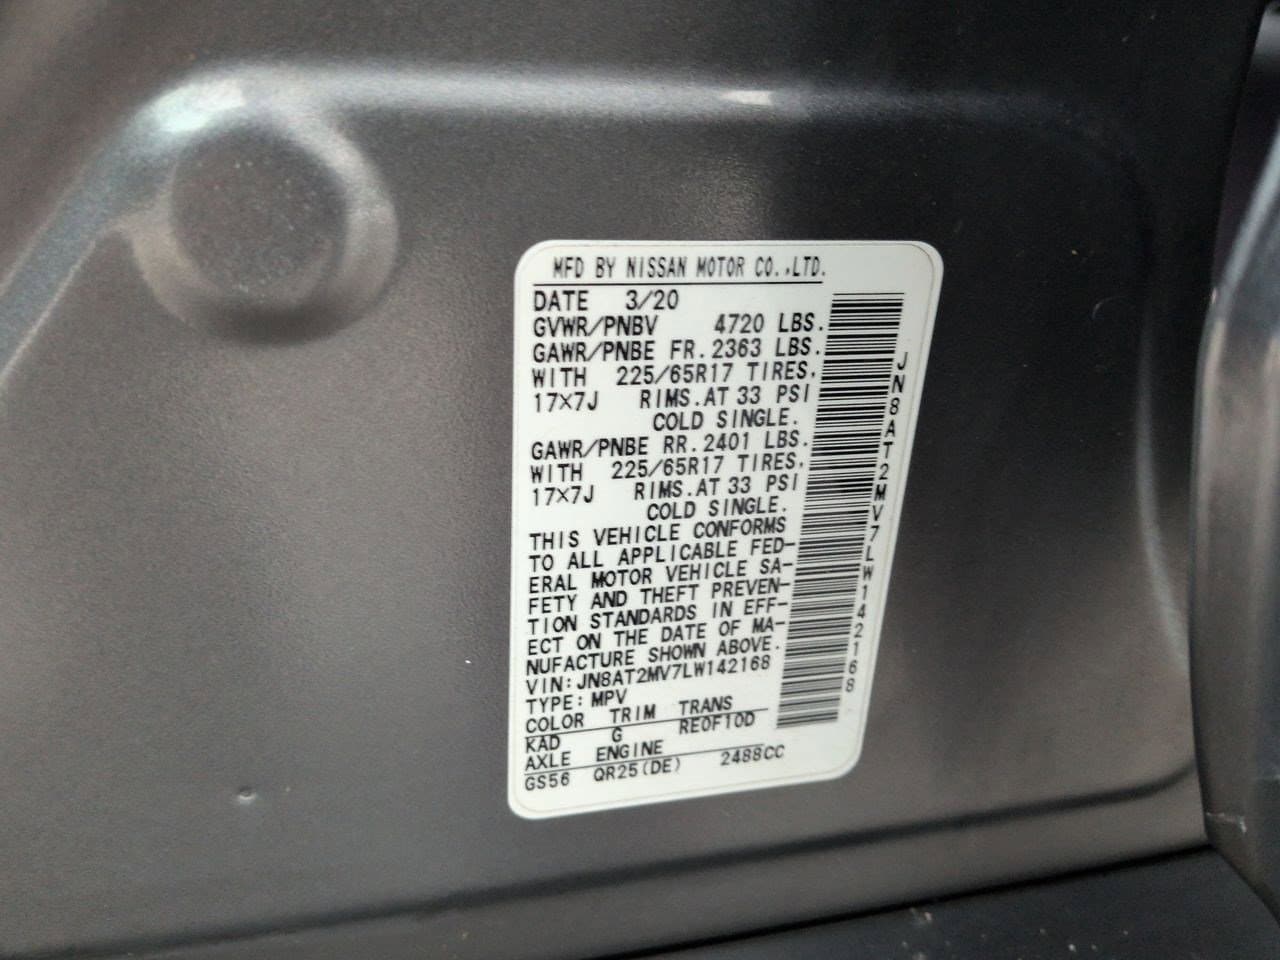 MFD BY NISSAN MOTOR CO.,LTD.
DATE 3/20
GVWR/PNBV 4720 LBS.
GAWR/PNBE FR.2363 LBS.
WITH 225/65R17 TIRES,
17×7J RIMS.AT 33 PSI
COLD SINGLE.
GAWR/PNBE RR.2401 LBS.
WITH 225/65R17 TIRES,
17×7J RIMS.AT 33 PSI
COLD SINGLE.
THIS VEHICLE CONFORMS
TO ALL APPLICABLE FED-
ERAL MOTOR VEHICLE SA-
FETY AND THEFT PREVEN-
TION STANDARDS IN EFF-
ECT ON THE DATE OF MA-
NUFACTURE SHOWN ABOVE.
VIN:JN8AT2MV7LW142168
TYPE:MPV
COLOR TRIM TRANS
KAD G RE0F10D
AXLE ENGINE
GS56 QR25(DE) 2488CC
JN8AT2MV7LW142168